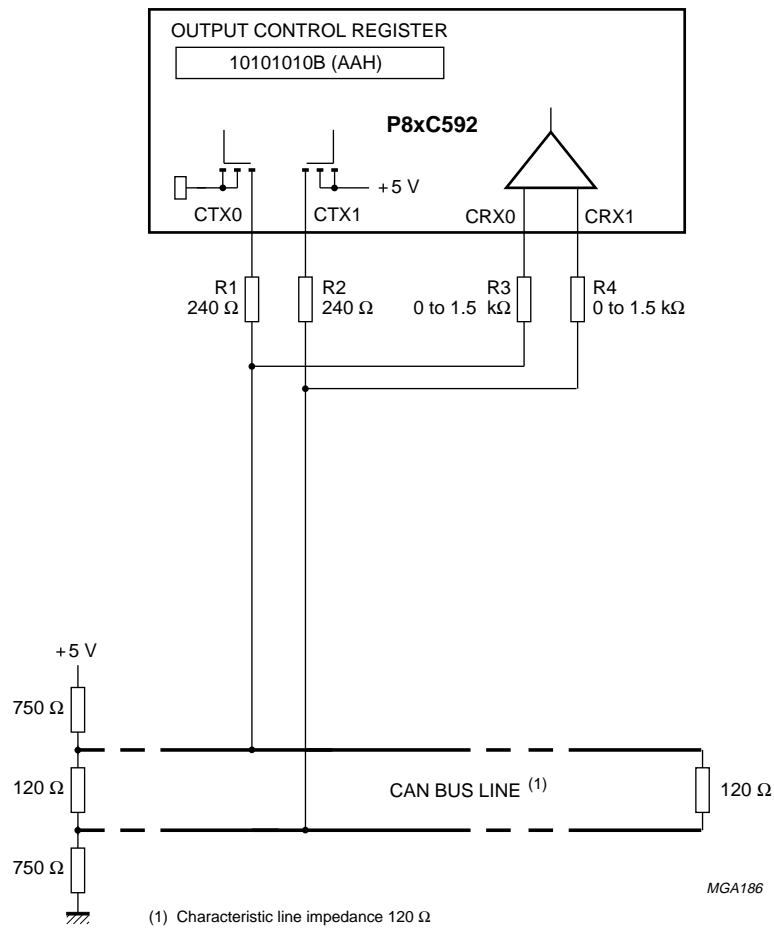 OUTPUT CONTROL REGISTER
10101010B (AAH)
P8xC592
+5 V
CTX0 CTX1 CRX0 CRX1
R1 R2 R3 R4
240 Ω 240 Ω 0 to 1.5 kΩ 0 to 1.5 kΩ
+5 V
750 Ω
120 Ω CAN BUS LINE (1) 120 Ω
750 Ω
MGA186
(1) Characteristic line impedance 120 Ω